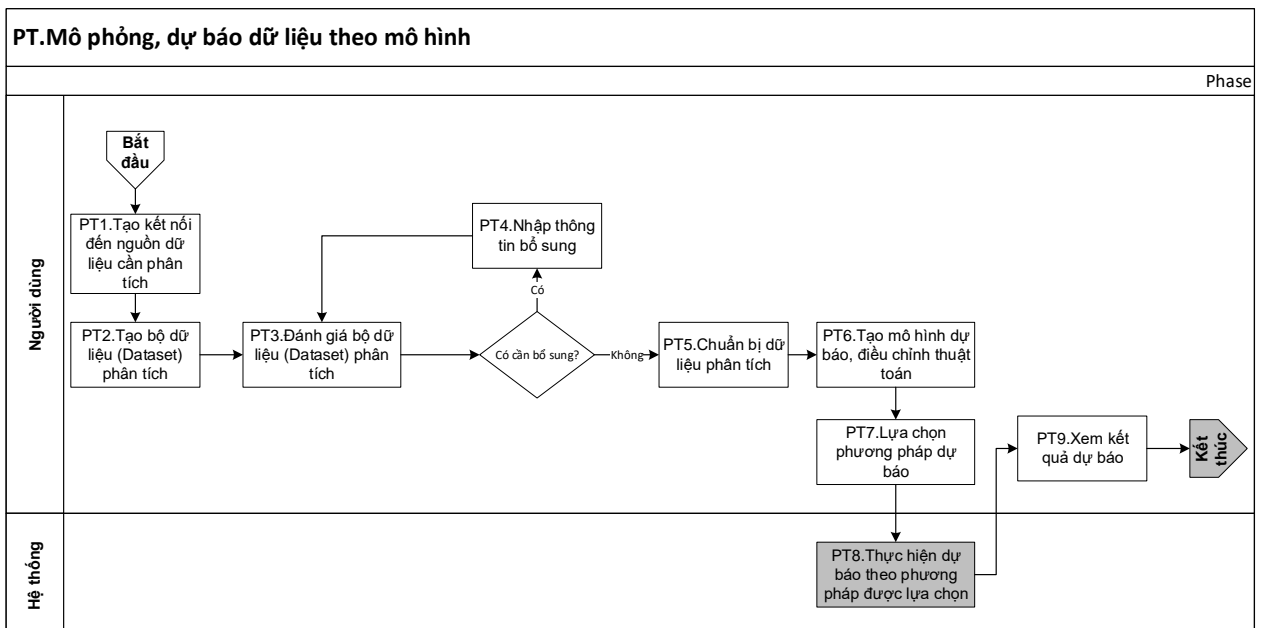 PT.Mô phỏng, dự báo dữ liệu theo mô hình
Phase
Người dùng
Bắt
đầu
PT1.Tạo kết nối
đến nguồn dữ
liệu cần phân
tích
PT2.Tạo bộ dữ
liệu (Dataset)
phân tích
PT3.Đánh giá bộ dữ
liệu (Dataset) phân
tích
PT4.Nhập thông
tin bổ sung
Có
Có cần bổ sung?
Không
PT5.Chuẩn bị dữ
liệu phân tích
PT6.Tạo mô hình dự
báo, điều chỉnh thuật
toán
PT7.Lựa chọn
phương pháp dự
báo
PT9.Xem kết
quả dự báo
Kết
thúc
Hệ thống
PT8.Thực hiện dự
báo theo phương
pháp được lựa chọn